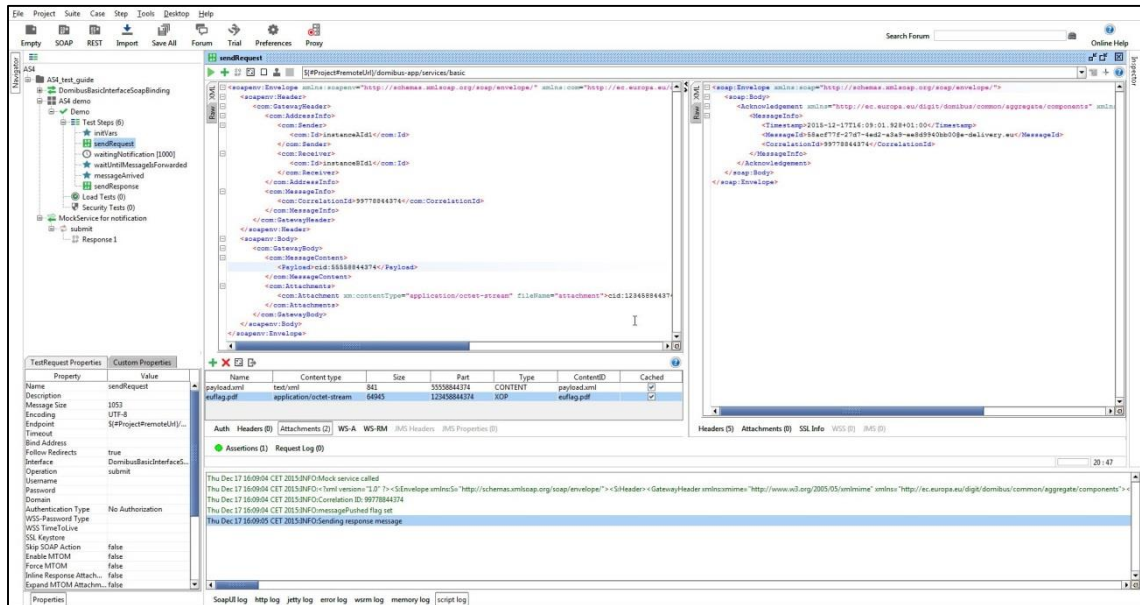 File Project Suite Case Step Tools Desktop Help
Empty SOAP REST Import Save All Forum Trial Preferences Proxy
Search Forum
Online Help
Navigator
AS4
AS4_test_guide
DomibusBasicInterfaceSoapBinding
AS4 demo
Demo
Test Steps (6)
initVars
sendRequest
waitingNotification [1000]
waitUntilMessageIsForwarded
messageArrived
sendResponse
Load Tests (0)
Security Tests (0)
MockService for notification
submit
Response 1
sendRequest
${#Project#remoteUrl}/domibus-app/services/basic
XML
Raw
<soapenv:Envelope xmlns:soapenv="http://schemas.xmlsoap.org/soap/envelope/" xmlns:com="http://ec.europa.eu/
<soapenv:Header>
<com:GatewayHeader>
<com:AddressInfo>
<com:Sender>
<com:Id>instanceAId1</com:Id>
</com:Sender>
<com:Receiver>
<com:Id>instanceBId1</com:Id>
</com:Receiver>
</com:AddressInfo>
<com:MessageInfo>
<com:CorrelationId>99778844374</com:CorrelationId>
</com:MessageInfo>
</com:GatewayHeader>
</soapenv:Header>
<soapenv:Body>
<com:GatewayBody>
<com:MessageContent>
<Payload>cid:55558844374</Payload>
</com:MessageContent>
<com:Attachments>
<com:Attachment xm:contentType="application/octet-stream" fileName="attachment">cid:123458844374
</com:Attachments>
</com:GatewayBody>
</soapenv:Body>
</soapenv:Envelope>
XML
Raw
<soap:Envelope xmlns:soap="http://schemas.xmlsoap.org/soap/envelope/">
<soap:Body>
<Acknowledgement xmlns="http://ec.europa.eu/digit/domibus/common/aggregate/components" xmlns
<MessageInfo>
<Timestamp>2015-12-17T16:09:01.928+01:00</Timestamp>
</MessageId>
<CorrelationId>99778844374</CorrelationId>
</MessageInfo>
</Acknowledgement>
</soap:Body>
</soap:Envelope>
Inspector
TestRequest Properties Custom Properties
Property Value
Name sendRequest
Description
Message Size 1053
Encoding UTF-8
Endpoint ${#Project#remoteUrl}/...
Timeout
Bind Address
Follow Redirects true
Interface DomibusBasicInterfaceS...
Operation submit
Username
Password
Domain
Authentication Type No Authorization
WSS-Password Type
WSS TimeToLive
SSL Keystore
Skip SOAP Action false
Enable MTOM false
Force MTOM false
Inline Response Attach... false
Expand MTOM Attachm... false
Properties
Name Content type Size Part Type ContentID Cached
payload.xml text/xml 841 55558844374 CONTENT payload.xml
euflag.pdf application/octet-stream 64945 123458844374 XOP euflag.pdf
Auth Headers (0) Attachments (2) WS-A WS-RM JMS Headers JMS Properties (0)
Headers (5) Attachments (0) SSL Info WSS (0) JMS (0)
Assertions (1) Request Log (0)
20 : 47
Thu Dec 17 16:09:04 CET 2015:INFO:Mock service called
Thu Dec 17 16:09:04 CET 2015:INFO:<?xml version="1.0" ?><S:Envelope xmlns:S="http://schemas.xmlsoap.org/soap/envelope/"><S:Header><GatewayHeader xmlns:xmime="http://www.w3.org/2005/05/xmlmime" xmlns="http://ec.europa.eu/digit/domibus/common/aggregate/components"><
Thu Dec 17 16:09:04 CET 2015:INFO:Correlation ID: 99778844374
Thu Dec 17 16:09:04 CET 2015:INFO:messagePushed flag set
Thu Dec 17 16:09:05 CET 2015:INFO:Sending response message
SoapUI log http log jetty log error log wsrm log memory log script log